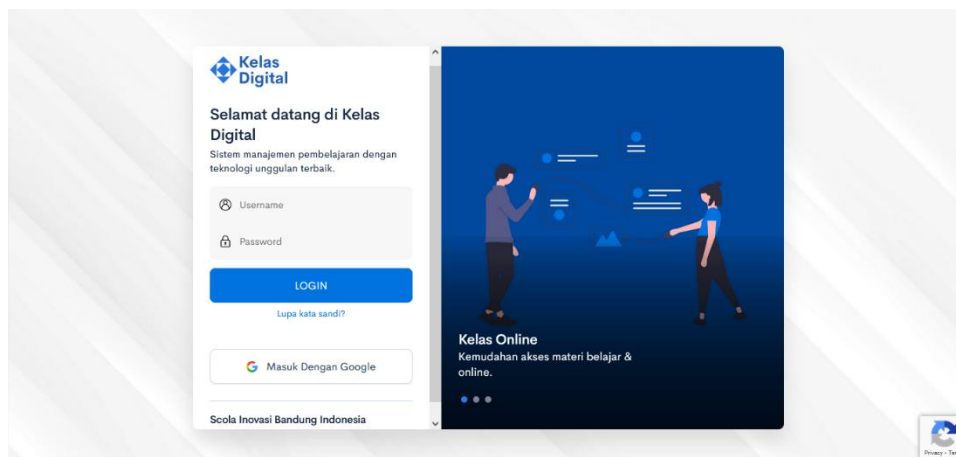 Kelas
Digital
Selamat datang di Kelas
Digital
Sistem manajemen pembelajaran dengan
teknologi unggulan terbaik.
Username
Password
LOGIN
Lupa kata sandi?
Masuk Dengan Google
Scola Inovasi Bandung Indonesia
Kelas Online
Kemudahan akses materi belajar &
online.
Privacy -